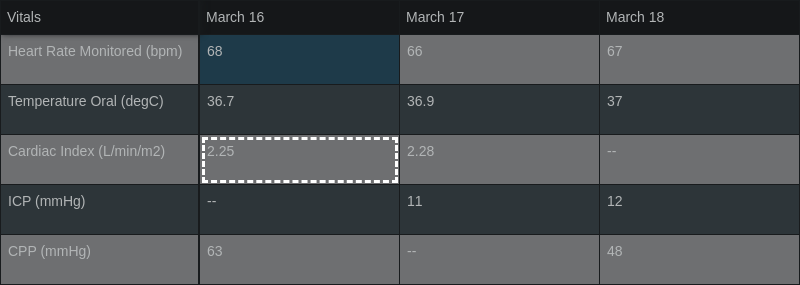 Vitals March 16 March 17 March 18
Heart Rate Monitored (bpm) 68 66 67
Temperature Oral (degC) 36.7 36.9 37
Cardiac Index (L/min/m2) 2.25 2.28 --
ICP (mmHg) -- 11 12
CPP (mmHg) 63 -- 48